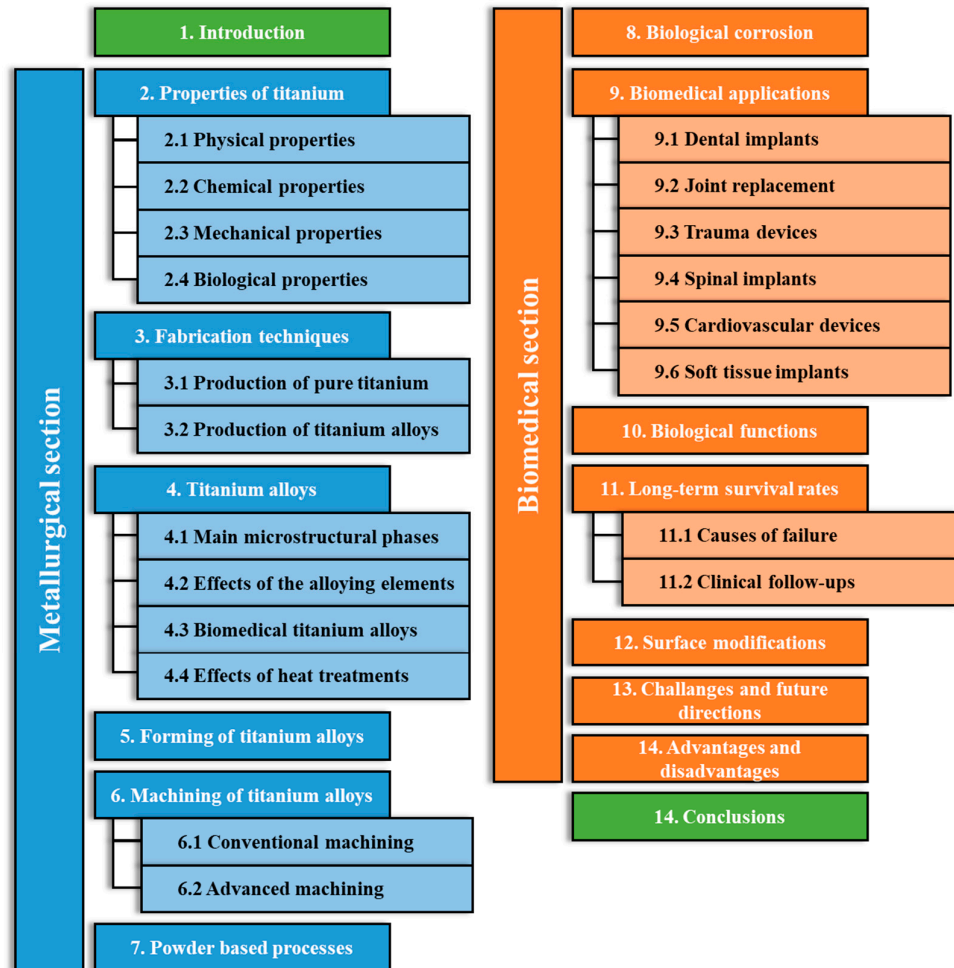 1. Introduction
Metallurgical section
2. Properties of titanium
2.1 Physical properties
2.2 Chemical properties
2.3 Mechanical properties
2.4 Biological properties
3. Fabrication techniques
3.1 Production of pure titanium
3.2 Production of titanium alloys
4. Titanium alloys
4.1 Main microstructural phases
4.2 Effects of the alloying elements
4.3 Biomedical titanium alloys
4.4 Effects of heat treatments
5. Forming of titanium alloys
6. Machining of titanium alloys
6.1 Conventional machining
6.2 Advanced machining
7. Powder based processes
Biomedical section
8. Biological corrosion
9. Biomedical applications
9.1 Dental implants
9.2 Joint replacement
9.3 Trauma devices
9.4 Spinal implants
9.5 Cardiovascular devices
9.6 Soft tissue implants
10. Biological functions
11. Long-term survival rates
11.1 Causes of failure
11.2 Clinical follow-ups
12. Surface modifications
13. Challanges and future
directions
14. Advantages and
disadvantages
14. Conclusions